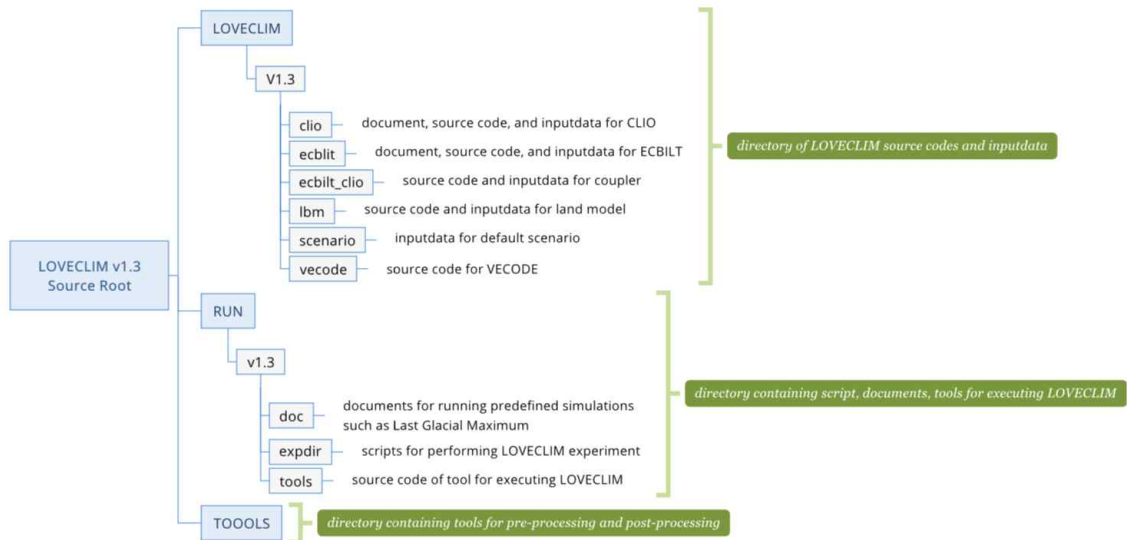 LOVECLIM
V1.3
clio
document, source code, and inputdata for CLIO
ecblit
document, source code, and inputdata for ECBILT
directory of LOVECLIM source codes and inputdata
ecbilt_clio
source code and inputdata for coupler
lbm
source code and inputdata for land model
scenario
inputdata for default scenario
vecode
source code for VECODE
LOVECLIM v1.3
Source Root
RUN
v1.3
directory containing script, documents, tools for executing LOVECLIM
doc
documents for running predefined simulations
such as Last Glacial Maximum
expdir
scripts for performing LOVECLIM experiment
tools
source code of tool for executing LOVECLIM
TOOOLS
directory containing tools for pre-processing and post-processing